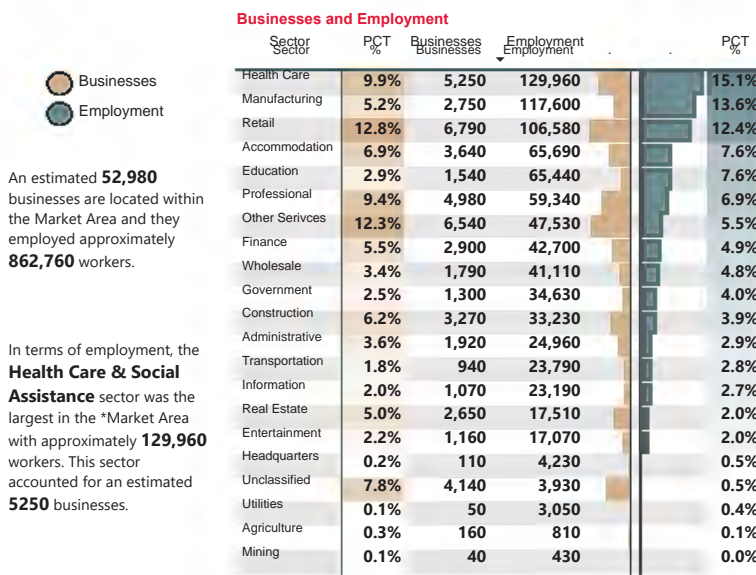 Businesses and Employment
Sector PCT Businesses Employment . . PCT
Sector % Businesses Employment %
Businesses
Employment
An estimated 52,980
businesses are located within
the Market Area and they
employed approximately
862,760 workers.
In terms of employment, the
Health Care & Social
Assistance sector was the
largest in the *Market Area
with approximately 129,960
workers. This sector
accounted for an estimated
5250 businesses.
Health Care 9.9% 5,250 129,960 15.1%
Manufacturing 5.2% 2,750 117,600 13.6%
Retail 12.8% 6,790 106,580 12.4%
Accommodation 6.9% 3,640 65,690 7.6%
Education 2.9% 1,540 65,440 7.6%
Professional 9.4% 4,980 59,340 6.9%
Other Serivces 12.3% 6,540 47,530 5.5%
Finance 5.5% 2,900 42,700 4.9%
Wholesale 3.4% 1,790 41,110 4.8%
Government 2.5% 1,300 34,630 4.0%
Construction 6.2% 3,270 33,230 3.9%
Administrative 3.6% 1,920 24,960 2.9%
Transportation 1.8% 940 23,790 2.8%
Information 2.0% 1,070 23,190 2.7%
Real Estate 5.0% 2,650 17,510 2.0%
Entertainment 2.2% 1,160 17,070 2.0%
Headquarters 0.2% 110 4,230 0.5%
Unclassified 7.8% 4,140 3,930 0.5%
Utilities 0.1% 50 3,050 0.4%
Agriculture 0.3% 160 810 0.1%
Mining 0.1% 40 430 0.0%